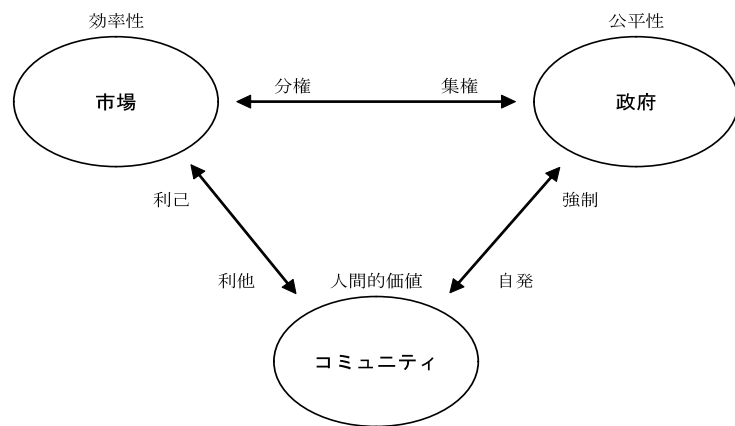 効率性
公平性
市場
分権
集権
政府
利己
強制
利他
人間的価値
自発
コミュニティ